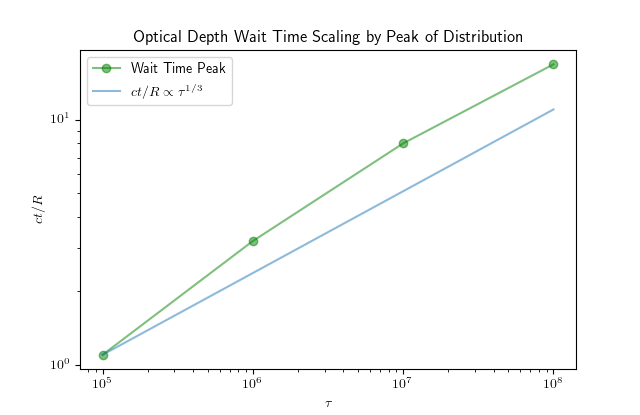 Optical Depth Wait Time Scaling by Peak of Distribution
Wait Time Peak
ct/R ∝ τ^{1/3}
ct/R
10^1
10^0
10^5
10^6
10^7
10^8
τ